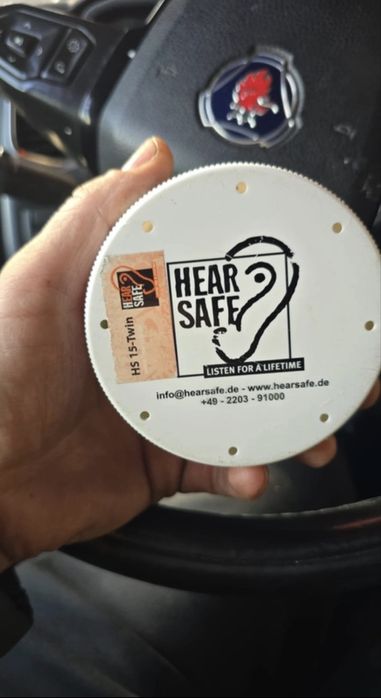 HEAR
SAFE
LISTEN FOR A LIFETIME
info@hearsafe.de - www.hearsafe.de
+49 - 2203 - 91000
HS 15-Twin
HEAR
SAFE